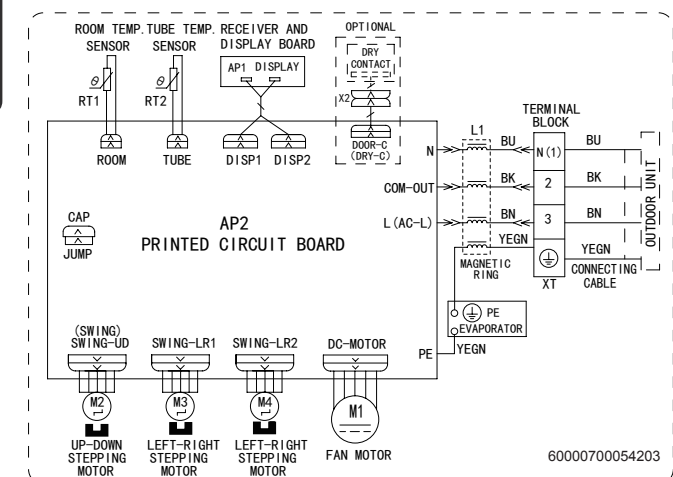 ROOM TEMP. TUBE TEMP. RECEIVER AND OPTIONAL
SENSOR SENSOR DISPLAY BOARD
DRY
CONTACT
AP1 DISPLAY
θ θ
RT1 RT2
X2
TERMINAL
BLOCK
L1
ROOM TUBE DISP1 DISP2
DOOR-C
(DRY-C)
N BU N(1) BU
COM-OUT BK 2 BK
L(AC-L) BN 3 BN
YEGN YEGN
OUTDOOR UNIT
MAGNETIC
RING
XT
CONNECTING
CABLE
CAP
JUMP
AP2
PRINTED CIRCUIT BOARD
PE
EVAPORATOR
PE YEGN
(SWING)
SWING-UD SWING-LR1 SWING-LR2 DC-MOTOR
M2 M3 M4 M1
UP-DOWN
STEPPING
MOTOR
LEFT-RIGHT
STEPPING
MOTOR
LEFT-RIGHT
STEPPING
MOTOR
FAN MOTOR
60000700054203